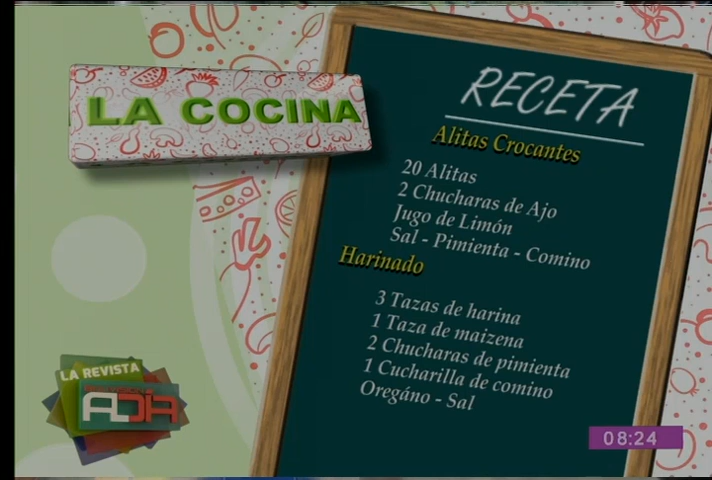 LA COCINA
RECETA
Alitas Crocantes
20 Alitas
2 Chucharas de Ajo
Jugo de Limón
Sal - Pimienta - Comino
Harinado
3 Tazas de harina
1 Taza de maizena
2 Chucharas de pimienta
1 Cucharilla de comino
Oregáno - Sal
LA REVISTA
ALDÍA
08:24